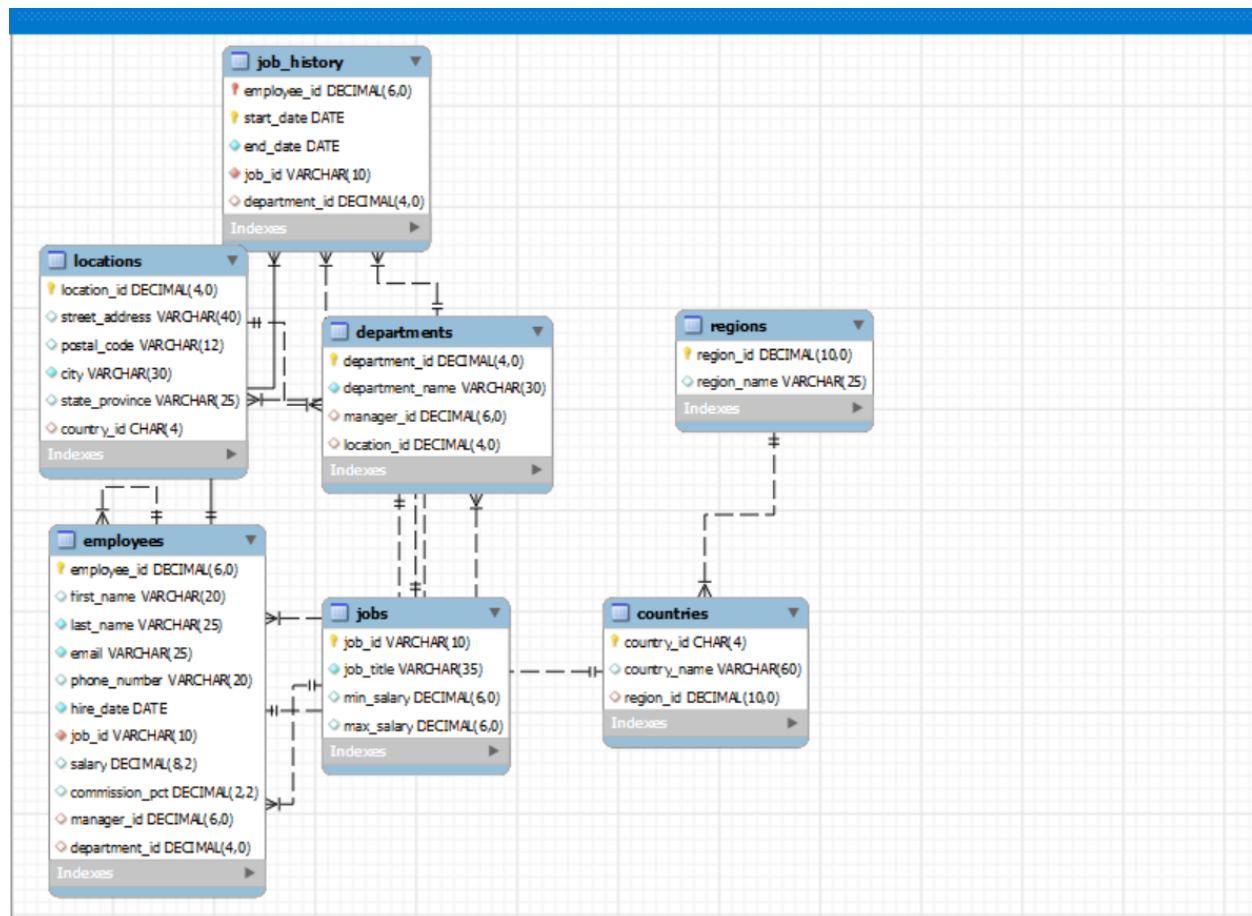 job_history
employee_id DECIMAL(6,0)
start_date DATE
end_date DATE
job_id VARCHAR(10)
department_id DECIMAL(4,0)
Indexes
locations
location_id DECIMAL(4,0)
street_address VARCHAR(40)
postal_code VARCHAR(12)
city VARCHAR(30)
state_province VARCHAR(25)
country_id CHAR(4)
Indexes
departments
department_id DECIMAL(4,0)
department_name VARCHAR(30)
manager_id DECIMAL(6,0)
location_id DECIMAL(4,0)
Indexes
regions
region_id DECIMAL(10,0)
region_name VARCHAR(25)
Indexes
employees
employee_id DECIMAL(6,0)
first_name VARCHAR(20)
last_name VARCHAR(25)
email VARCHAR(25)
phone_number VARCHAR(20)
hire_date DATE
job_id VARCHAR(10)
salary DECIMAL(8,2)
commission_pct DECIMAL(2,2)
manager_id DECIMAL(6,0)
department_id DECIMAL(4,0)
Indexes
jobs
job_id VARCHAR(10)
job_title VARCHAR(35)
min_salary DECIMAL(6,0)
max_salary DECIMAL(6,0)
Indexes
countries
country_id CHAR(4)
country_name VARCHAR(60)
region_id DECIMAL(10,0)
Indexes